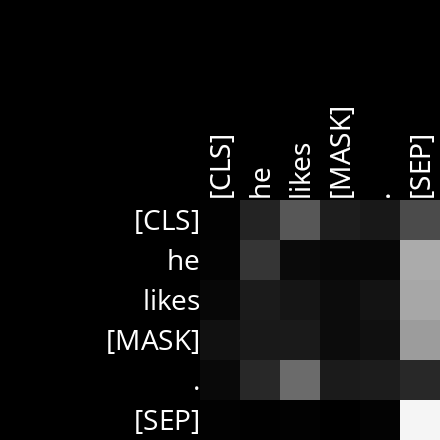 [CLS]
he
likes
[MASK]
.
[SEP]
[CLS]
he
likes
[MASK]
.
[SEP]